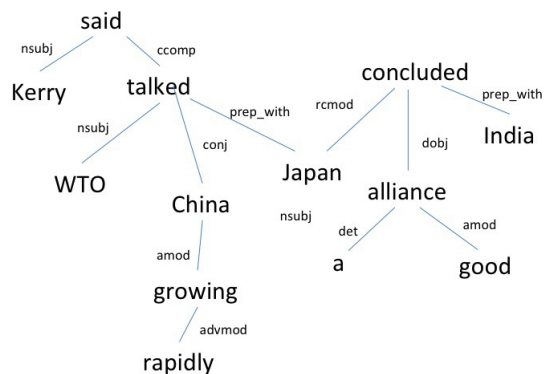 said
nsubj
ccomp
Kerry
talked
concluded
prep_with
rcmod
prep_with
nsubj
conj
dobj
India
WTO
Japan
China
alliance
nsubj
det
amod
amod
a
good
growing
advmod
rapidly